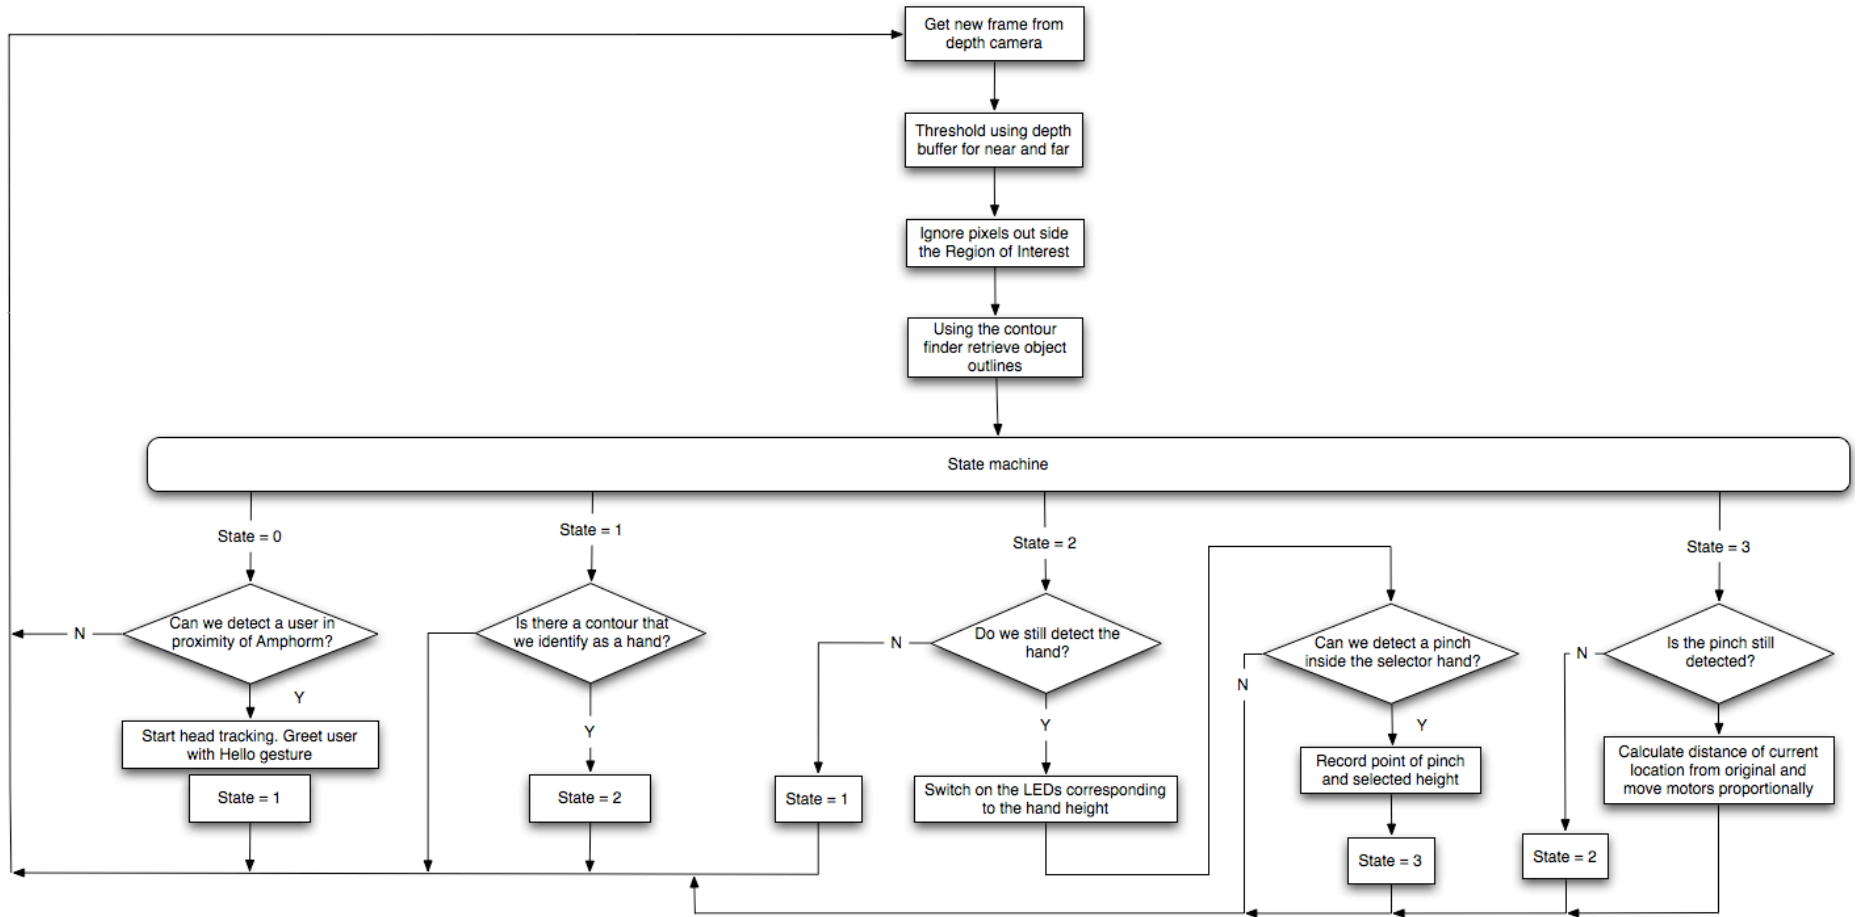 Get new frame from
depth camera
Threshold using depth
buffer for near and far
Ignore pixels out side
the Region of Interest
Using the contour
finder retrieve object
outlines
State machine
State = 0
State = 1
State = 2
State = 3
Can we detect a user in
proximity of Amphorm?
N
Y
Start head tracking. Greet user
with Hello gesture
State = 1
Is there a contour that
we identify as a hand?
Y
State = 2
Do we still detect the
hand?
N
State = 1
Y
Switch on the LEDs corresponding
to the hand height
Can we detect a pinch
inside the selector hand?
N
Y
Record point of pinch
and selected height
State = 3
Is the pinch still
detected?
N
State = 2
Calculate distance of current
location from original and
move motors proportionally